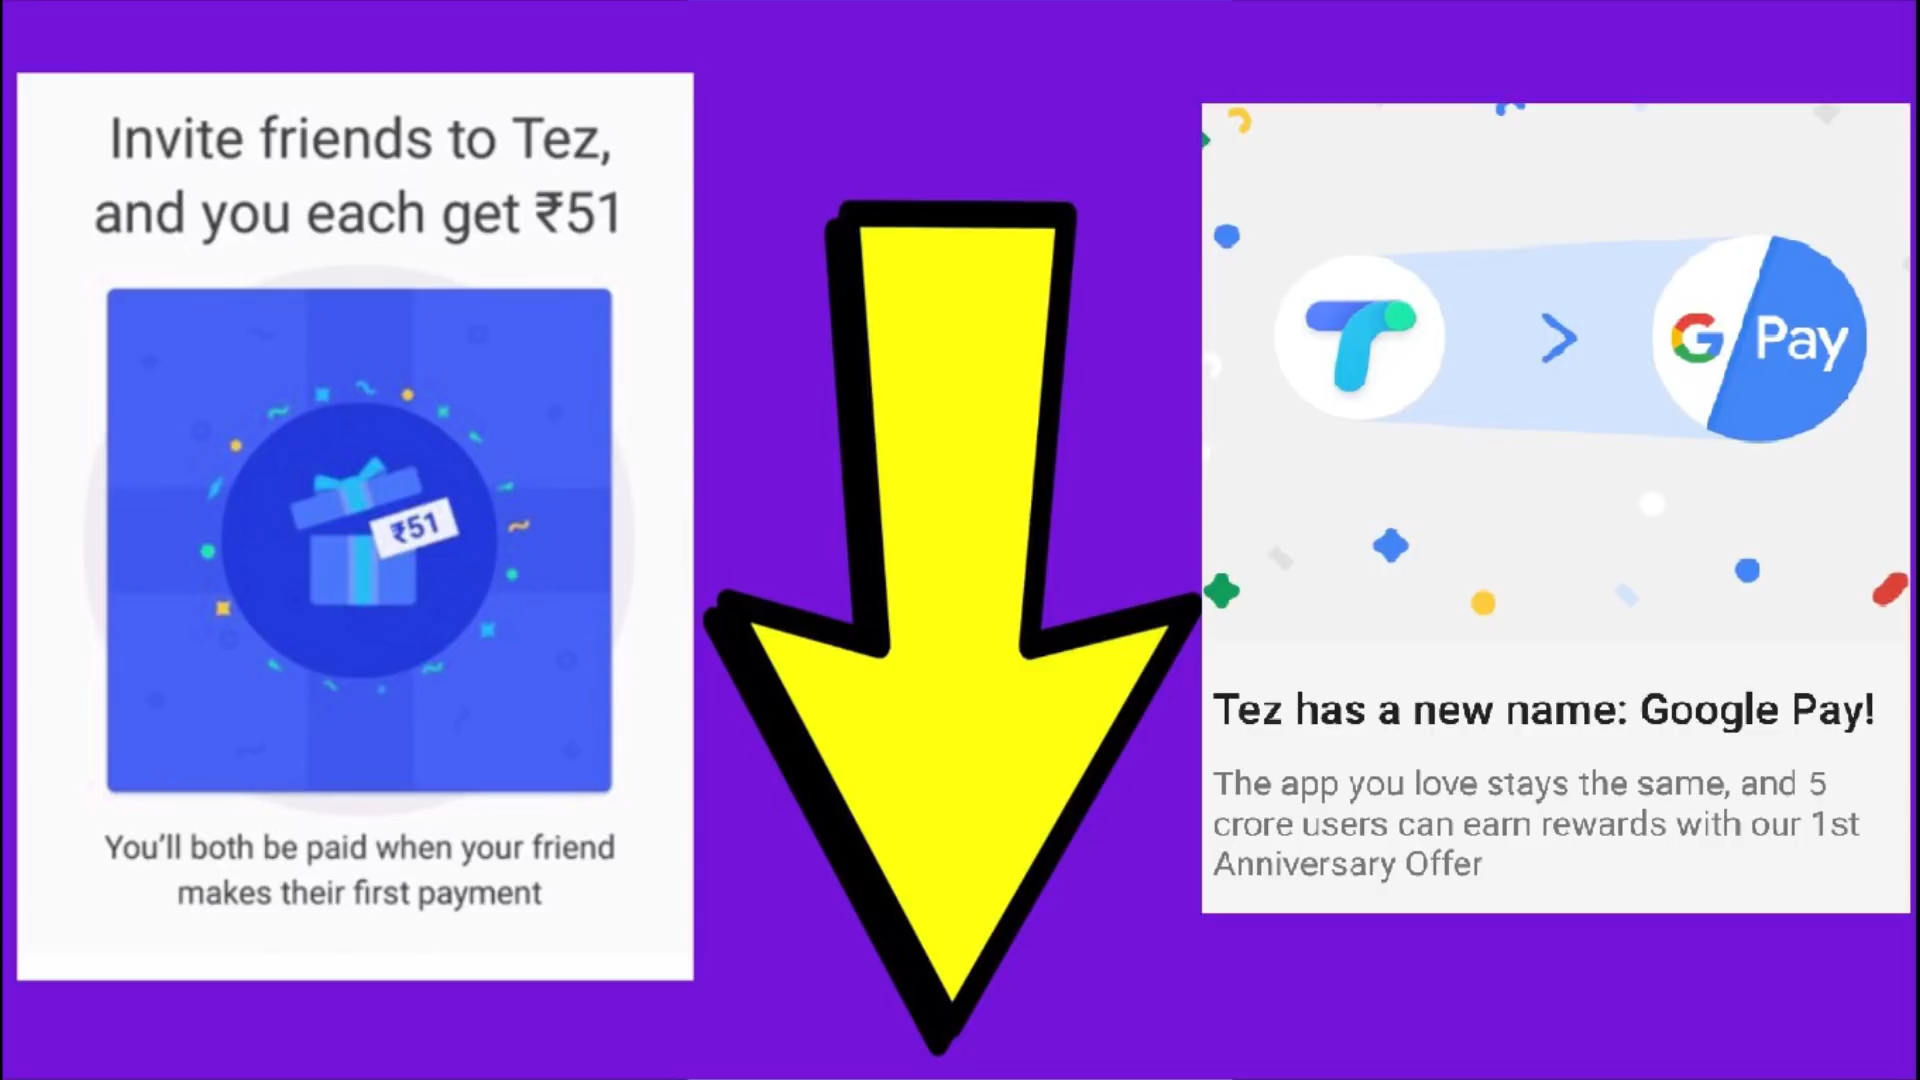 Invite friends to Tez,
and you each get ₹51
₹51
You'll both be paid when your friend
makes their first payment
G Pay
Tez has a new name: Google Pay!
The app you love stays the same, and 5
crore users can earn rewards with our 1st
Anniversary Offer